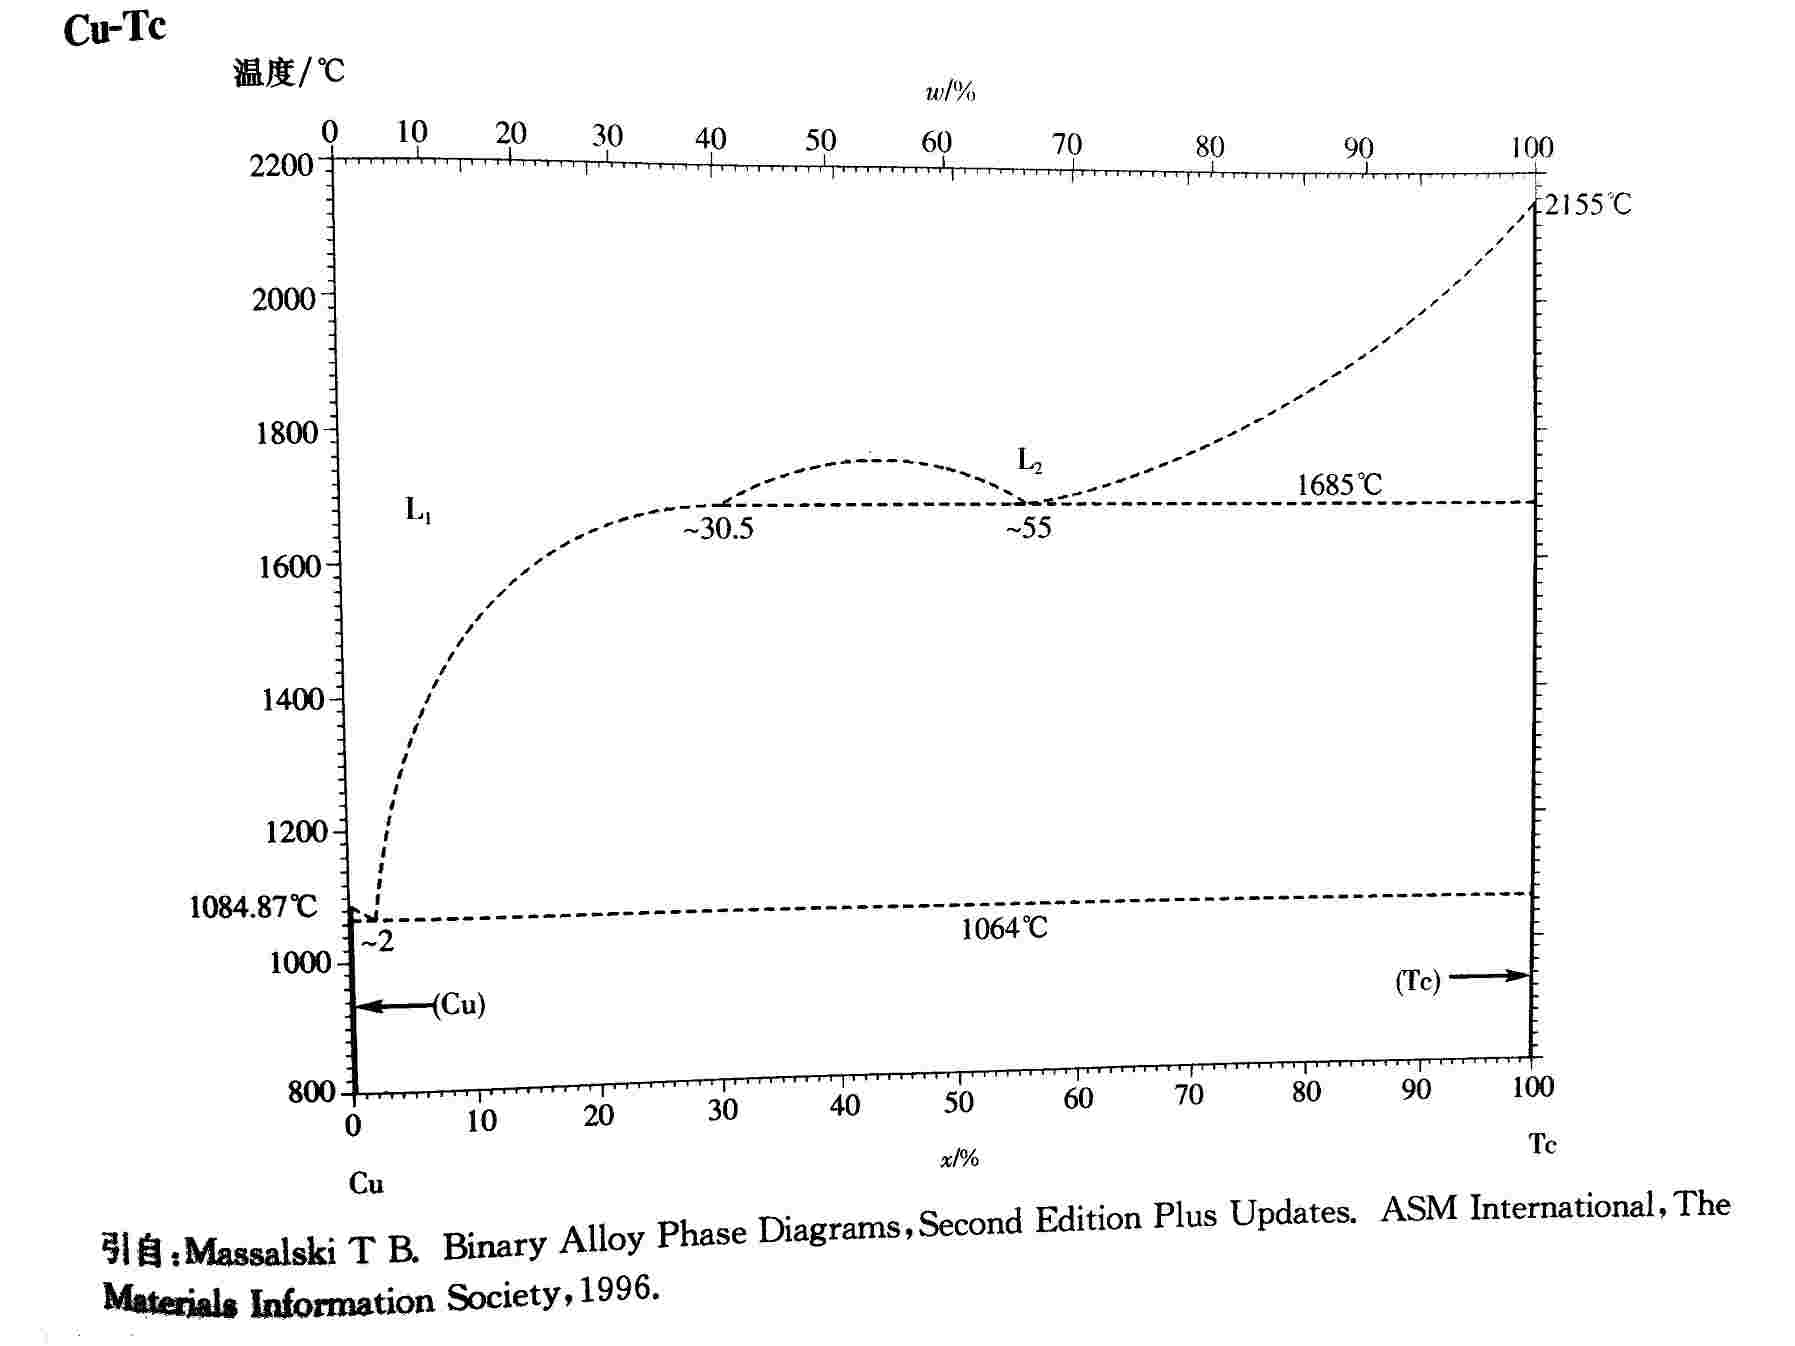 Cu-Tc
温度/℃
w/%
0 10 20 30 40 50 60 70 80 90 100
2200
2155℃
2000
1800
L₂
1685℃
L₁
~30.5 ~55
1600
1400
1200
1084.87℃
~2
1064℃
1000
(Tc)
(Cu)
800
0 10 20 30 40 50 60 70 80 90 100
x/%
Tc
Cu
引自:Massalski T B. Binary Alloy Phase Diagrams, Second Edition Plus Updates. ASM International, The
Materials Information Society, 1996.